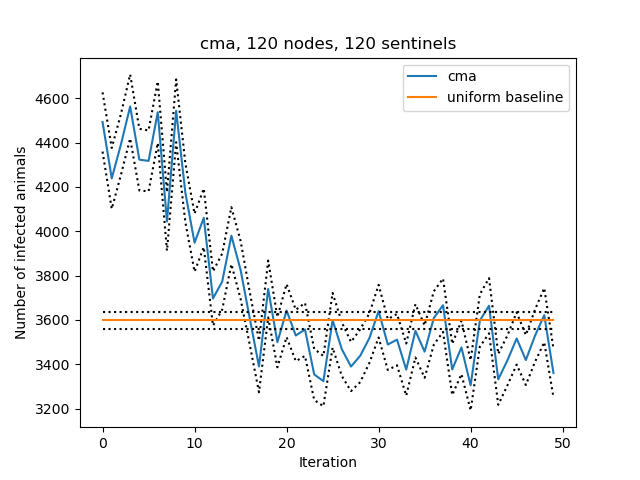 cma, 120 nodes, 120 sentinels
cma
uniform baseline
Number of infected animals
4600
4400
4200
4000
3800
3600
3400
3200
0 10 20 30 40 50
Iteration